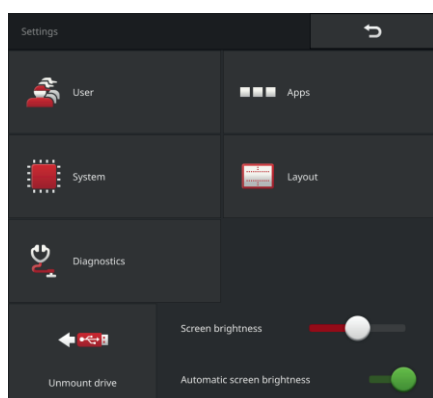 Settings
User
Apps
System
Layout
Diagnostics
Screen brightness
Unmount drive
Automatic screen brightness